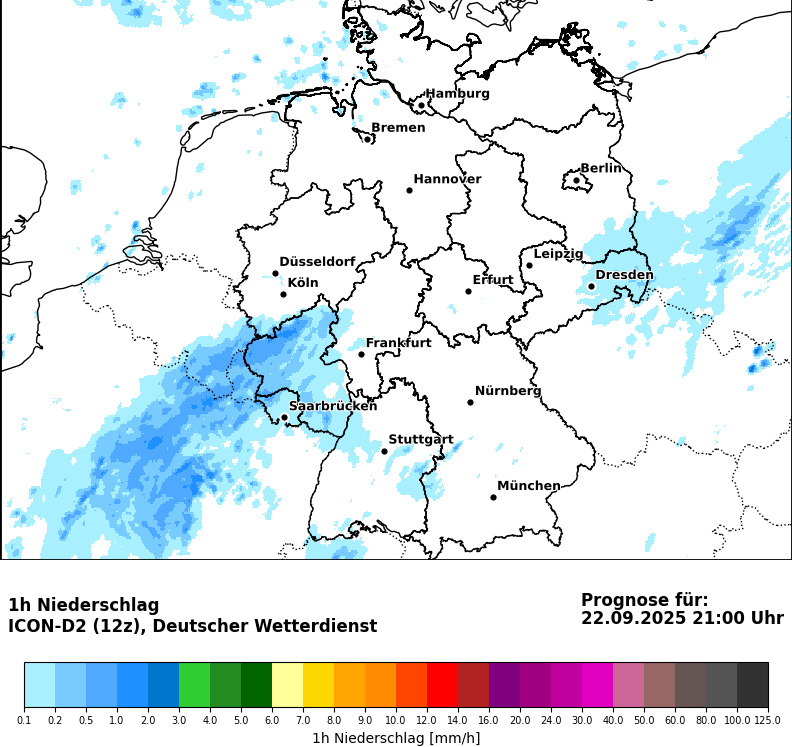 Hamburg
Bremen
Berlin
Hannover
Leipzig
Düsseldorf
Dresden
Köln
Erfurt
Frankfurt
Nürnberg
Saarbrücken
Stuttgart
München
1h Niederschlag
ICON-D2 (12z), Deutscher Wetterdienst
Prognose für:
22.09.2025 21:00 Uhr
0.1 0.2 0.5 1.0 2.0 3.0 4.0 5.0 6.0 7.0 8.0 9.0 10.0 12.0 14.0 16.0 20.0 24.0 30.0 40.0 50.0 60.0 80.0 100.0 125.0
1h Niederschlag [mm/h]